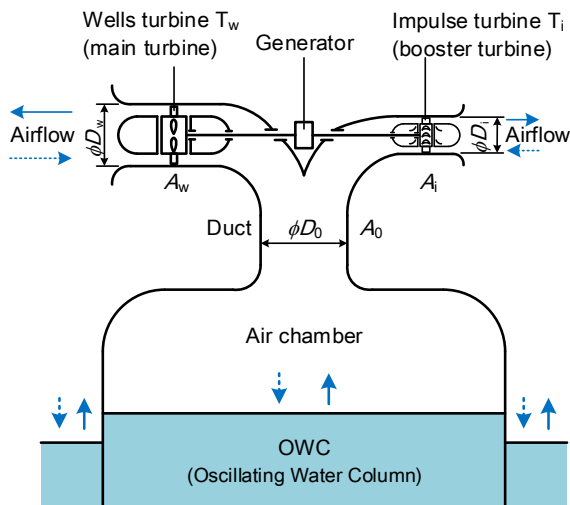 Wells turbine Tw
(main turbine)
Generator
Impulse turbine Ti
(booster turbine)
Airflow
ϕDw
ϕDi
Airflow
Aw
Ai
Duct
ϕD0
A0
Air chamber
OWC
(Oscillating Water Column)